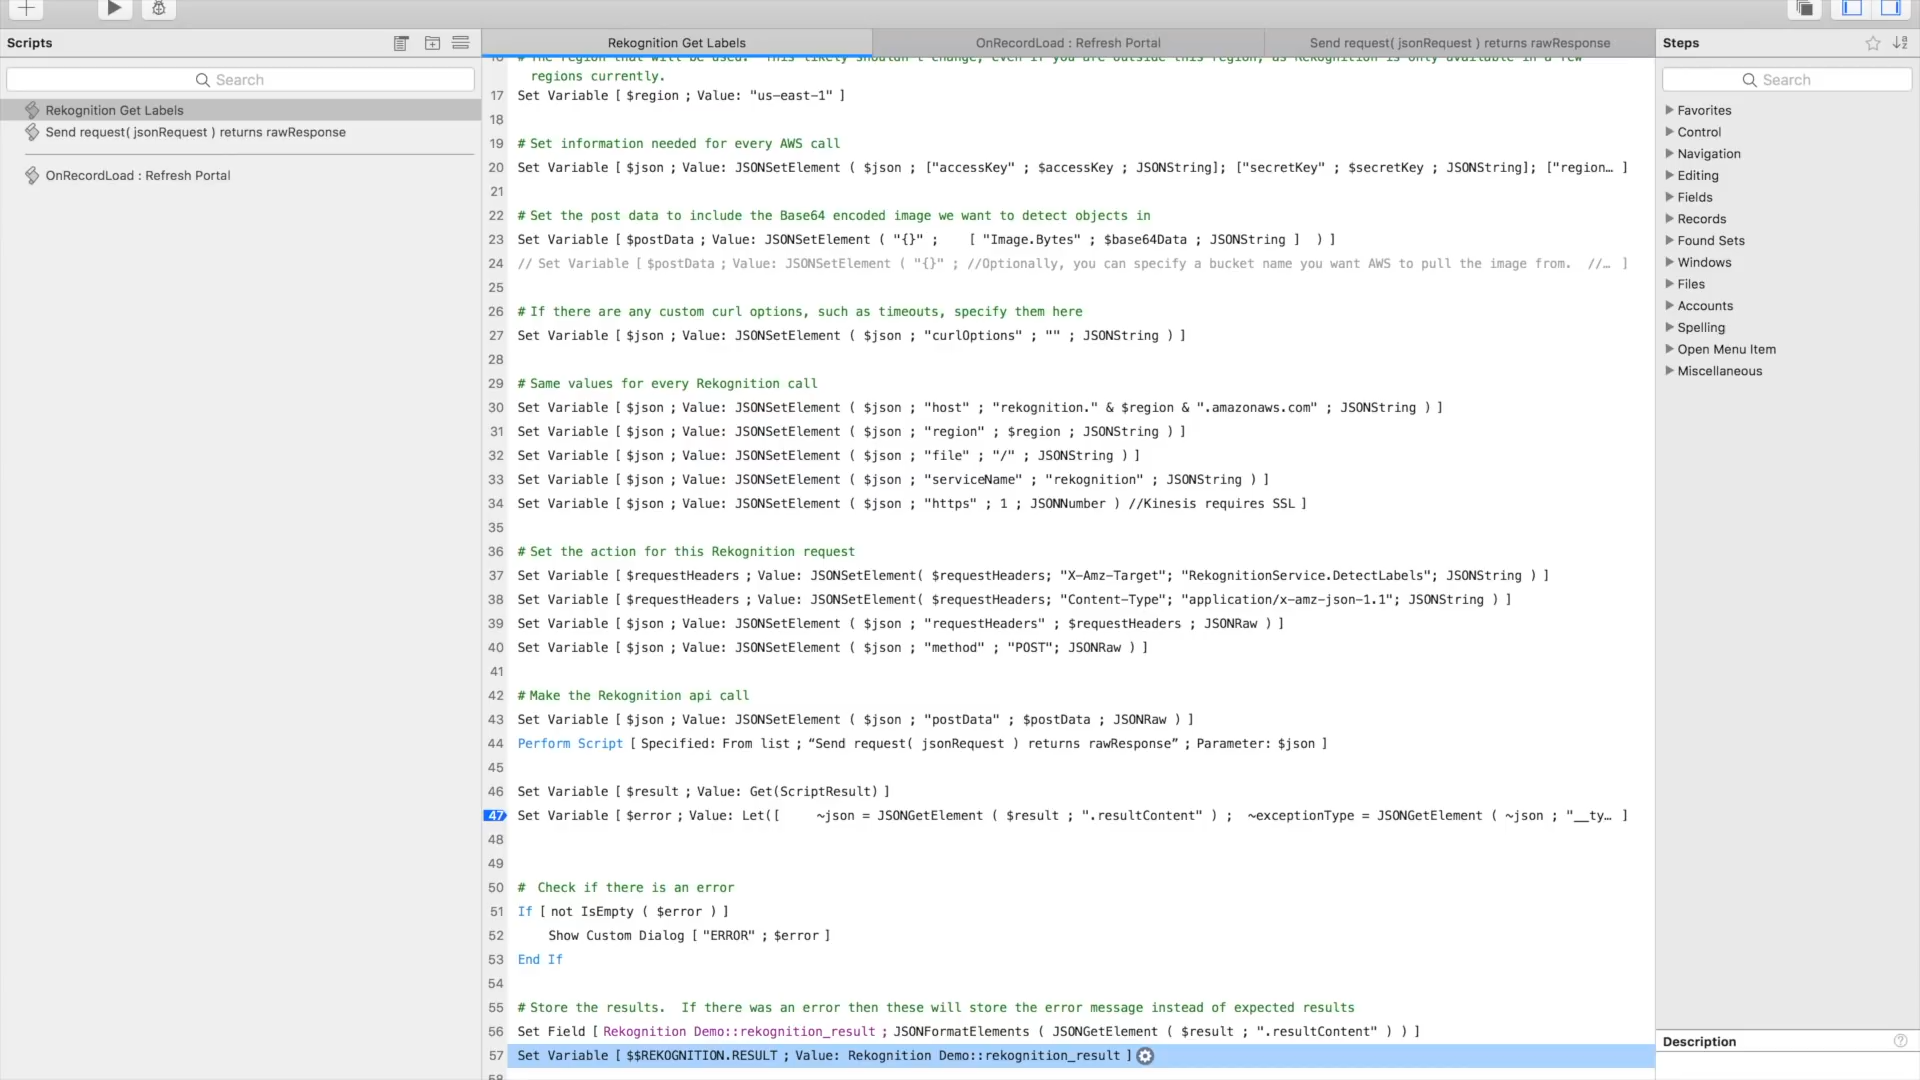 Scripts
Search
Rekognition Get Labels
Send request( jsonRequest ) returns rawResponse
OnRecordLoad : Refresh Portal
Rekognition Get Labels
OnRecordLoad : Refresh Portal
Send request( jsonRequest ) returns rawResponse
regions currently.
17 Set Variable [ $region ; Value: "us-east-1" ]
18
19 # Set information needed for every AWS call
20 Set Variable [ $json ; Value: JSONSetElement ( $json ; ["accessKey" ; $accessKey ; JSONString]; ["secretKey" ; $secretKey ; JSONString]; ["region… ]
21
22 # Set the post data to include the Base64 encoded image we want to detect objects in
23 Set Variable [ $postData ; Value: JSONSetElement ( "{}" ; [ "Image.Bytes" ; $base64Data ; JSONString ] ) ]
24 // Set Variable [ $postData ; Value: JSONSetElement ( "{}" ; //Optionally, you can specify a bucket name you want AWS to pull the image from. //… ]
25
26 # If there are any custom curl options, such as timeouts, specify them here
27 Set Variable [ $json ; Value: JSONSetElement ( $json ; "curlOptions" ; "" ; JSONString ) ]
28
29 # Same values for every Rekognition call
30 Set Variable [ $json ; Value: JSONSetElement ( $json ; "host" ; "rekognition." & $region & ".amazonaws.com" ; JSONString ) ]
31 Set Variable [ $json ; Value: JSONSetElement ( $json ; "region" ; $region ; JSONString ) ]
32 Set Variable [ $json ; Value: JSONSetElement ( $json ; "file" ; "/" ; JSONString ) ]
33 Set Variable [ $json ; Value: JSONSetElement ( $json ; "serviceName" ; "rekognition" ; JSONString ) ]
34 Set Variable [ $json ; Value: JSONSetElement ( $json ; "https" ; 1 ; JSONNumber ) //Kinesis requires SSL ]
35
36 # Set the action for this Rekognition request
37 Set Variable [ $requestHeaders ; Value: JSONSetElement( $requestHeaders; "X-Amz-Target"; "RekognitionService.DetectLabels"; JSONString ) ]
38 Set Variable [ $requestHeaders ; Value: JSONSetElement( $requestHeaders; "Content-Type"; "application/x-amz-json-1.1"; JSONString ) ]
39 Set Variable [ $json ; Value: JSONSetElement ( $json ; "requestHeaders" ; $requestHeaders ; JSONRaw ) ]
40 Set Variable [ $json ; Value: JSONSetElement ( $json ; "method" ; "POST"; JSONRaw ) ]
41
42 # Make the Rekognition api call
43 Set Variable [ $json ; Value: JSONSetElement ( $json ; "postData" ; $postData ; JSONRaw ) ]
44 Perform Script [ Specified: From list ; “Send request( jsonRequest ) returns rawResponse” ; Parameter: $json ]
45
46 Set Variable [ $result ; Value: Get(ScriptResult) ]
47 Set Variable [ $error ; Value: Let([ ~json = JSONGetElement ( $result ; ".resultContent" ) ; ~exceptionType = JSONGetElement ( ~json ; "__ty… ]
48
49
50 # Check if there is an error
51 If [ not IsEmpty ( $error ) ]
52 Show Custom Dialog [ "ERROR" ; $error ]
53 End If
54
55 # Store the results. If there was an error then these will store the error message instead of expected results
56 Set Field [ Rekognition Demo::rekognition_result ; JSONFormatElements ( JSONGetElement ( $result ; ".resultContent" ) ) ]
57 Set Variable [ $$REKOGNITION.RESULT ; Value: Rekognition Demo::rekognition_result ]
Steps
Search
Favorites
Control
Navigation
Editing
Fields
Records
Found Sets
Windows
Files
Accounts
Spelling
Open Menu Item
Miscellaneous
Description